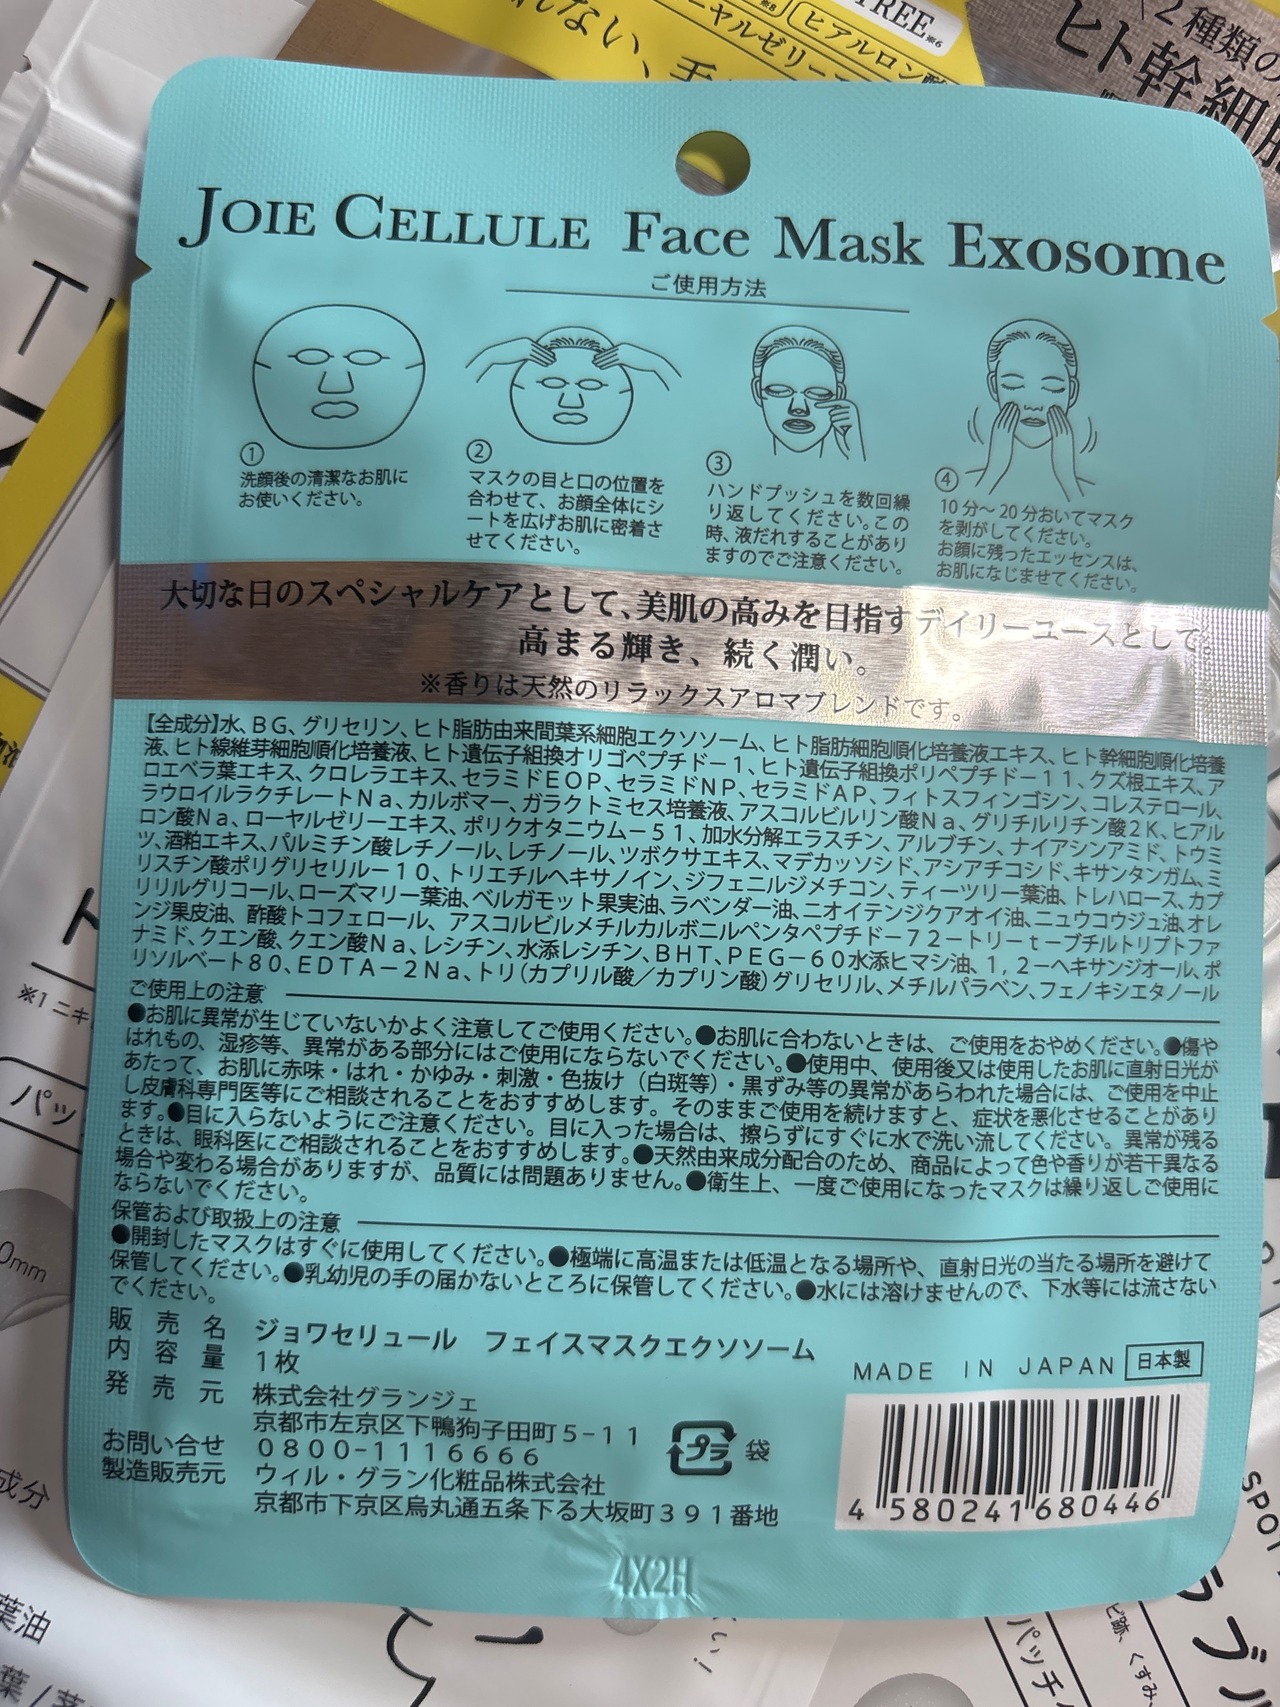 REE※6
※8
ヒアルロン酸
ヤルゼリーエ
れない、手
2種類の
ヒト幹細胞
JOIE CELLULE Face Mask Exosome
ご使用方法
①
洗顔後の清潔なお肌に
お使いください。
②
マスクの目と口の位置を
合わせて、お顔全体にシ
ートを広げお肌に密着さ
せてください。
③
ハンドプッシュを数回繰
り返してください。この
時、液だれすることがあり
ますのでご注意ください。
④
10分～20分おいてマスク
を剥がしてください。
お顔に残ったエッセンスは、
お肌になじませてください。
大切な日のスペシャルケアとして、美肌の高みを目指すデイリーユースとして。
高まる輝き、続く潤い。
※香りは天然のリラックスアロマブレンドです。
【全成分】水、BG、グリセリン、ヒト脂肪由来間葉系細胞エクソソーム、ヒト脂肪細胞順化培養液エキス、ヒト幹細胞順化培養
液、ヒト線維芽細胞順化培養液、ヒト遺伝子組換オリゴペプチド－1、ヒト遺伝子組換ポリペプチド－11、クズ根エキス、ア
ロエベラ葉エキス、クロレラエキス、セラミドEOP、セラミドNP、セラミドAP、フィトスフィンゴシン、コレステロール、
ラウロイルラクチレートNa、カルボマー、ガラクトミセス培養液、アスコルビルリン酸Na、グリチルリチン酸2K、ヒアル
ロン酸Na、ローヤルゼリーエキス、ポリクオタニウム－51、加水分解エラスチン、アルブチン、ナイアシンアミド、トウミ
ツ、酒粕エキス、パルミチン酸レチノール、レチノール、ツボクサエキス、マデカッソシド、アシアチコシド、キサンタンガム、ミ
リスチン酸ポリグリセリル－10、トリエチルヘキサノイン、ジフェニルジメチコン、ティーツリー葉油、トレハロース、カプ
リリルグリコール、ローズマリー葉油、ベルガモット果実油、ラベンダー油、ニオイテンジクアオイ油、ニュウコウジュ油、オレ
ンジ果皮油、酢酸トコフェロール、アスコルビルメチルカルボニルペンタペプチド－72－トリーt－ブチルトリプトファ
ナミド、クエン酸、クエン酸Na、レシチン、水添レシチン、BHT、PEG－60水添ヒマシ油、1,2－ヘキサンジオール、ポ
リソルベート80、EDTA－2Na、トリ（カプリル酸／カプリン酸）グリセリル、メチルパラベン、フェノキシエタノール
ご使用上の注意
●お肌に異常が生じていないかよく注意してご使用ください。●お肌に合わないときは、ご使用をおやめください。●傷や
はれもの、湿疹等、異常がある部分にはご使用にならないでください。●使用中、使用後又は使用したお肌に直射日光が
あたって、お肌に赤味・はれ・かゆみ・刺激・色抜け（白斑等）・黒ずみ等の異常があらわれた場合には、ご使用を中止
し皮膚科専門医等にご相談されることをおすすめします。そのままご使用を続けますと、症状を悪化させることがあり
ます。●目に入らないようにご注意ください。目に入った場合は、擦らずにすぐに水で洗い流してください。異常が残る
ときは、眼科医にご相談されることをおすすめします。●天然由来成分配合のため、商品によって色や香りが若干異なる
場合や変わる場合がありますが、品質には問題ありません。●衛生上、一度ご使用になったマスクは繰り返しご使用に
ならないでください。
保管および取扱上の注意
●開封したマスクはすぐに使用してください。●極端に高温または低温となる場所や、直射日光の当たる場所を避けて
保管してください。●乳幼児の手の届かないところに保管してください。●水には溶けませんので、下水等には流さない
でください。
販売名 ジョワセリュール フェイスマスクエクソソーム
内容量 1枚
発売元 株式会社グランジェ
京都市左京区下鴨狗子田町5-11
お問い合せ 0800-1116666
製造販売元 ウィル・グラン化粧品株式会社
京都市下京区烏丸通五条下る大坂町391番地
プラ 袋
MADE IN JAPAN 日本製
4 580241 680446
4X2H
※1 ニキ
パッ
0mm
成分
葉油
SPOT
パッチ